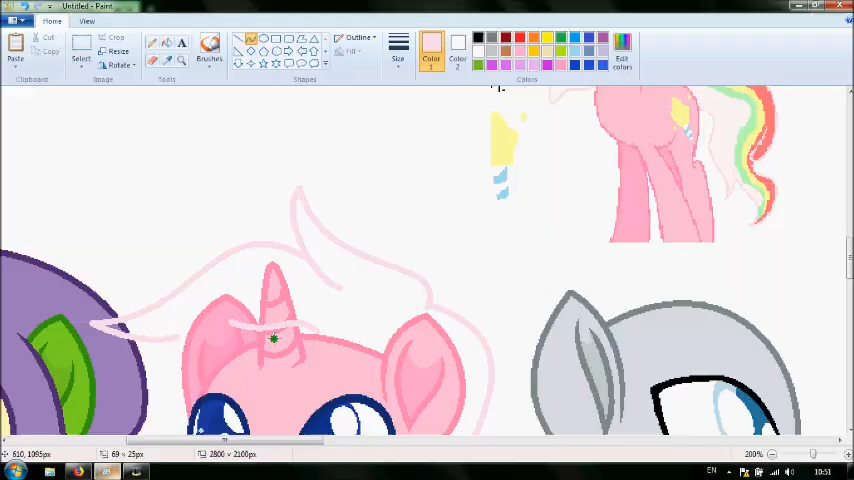 Untitled - Paint
Home View
Paste
Cut
Copy
Clipboard
Select
Crop
Resize
Rotate
Image
A
Tools
Brushes
Outline
Fill
Shapes
Size
Color 1
Color 2
Edit colors
Colors
610, 1095px
69 × 25px
2800 × 2100px
200%
EN
10:51